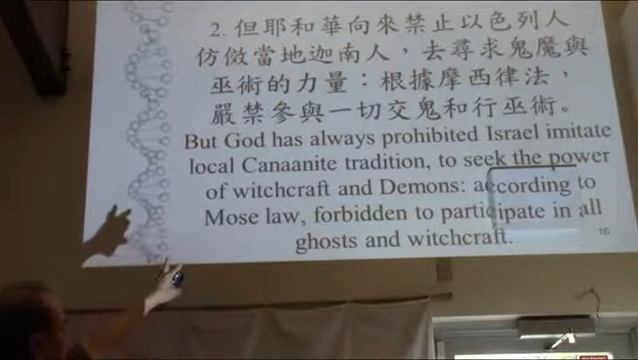 2. 但耶和華向來禁止以色列人
仿傚當地迦南人，去尋求鬼魔與
巫術的力量：根據摩西律法，
嚴禁參與一切交鬼和行巫術。
But God has always prohibited Israel imitate
local Canaanite tradition, to seek the power
of witchcraft and Demons: according to
Mose law, forbidden to participate in all
ghosts and witchcraft.
16